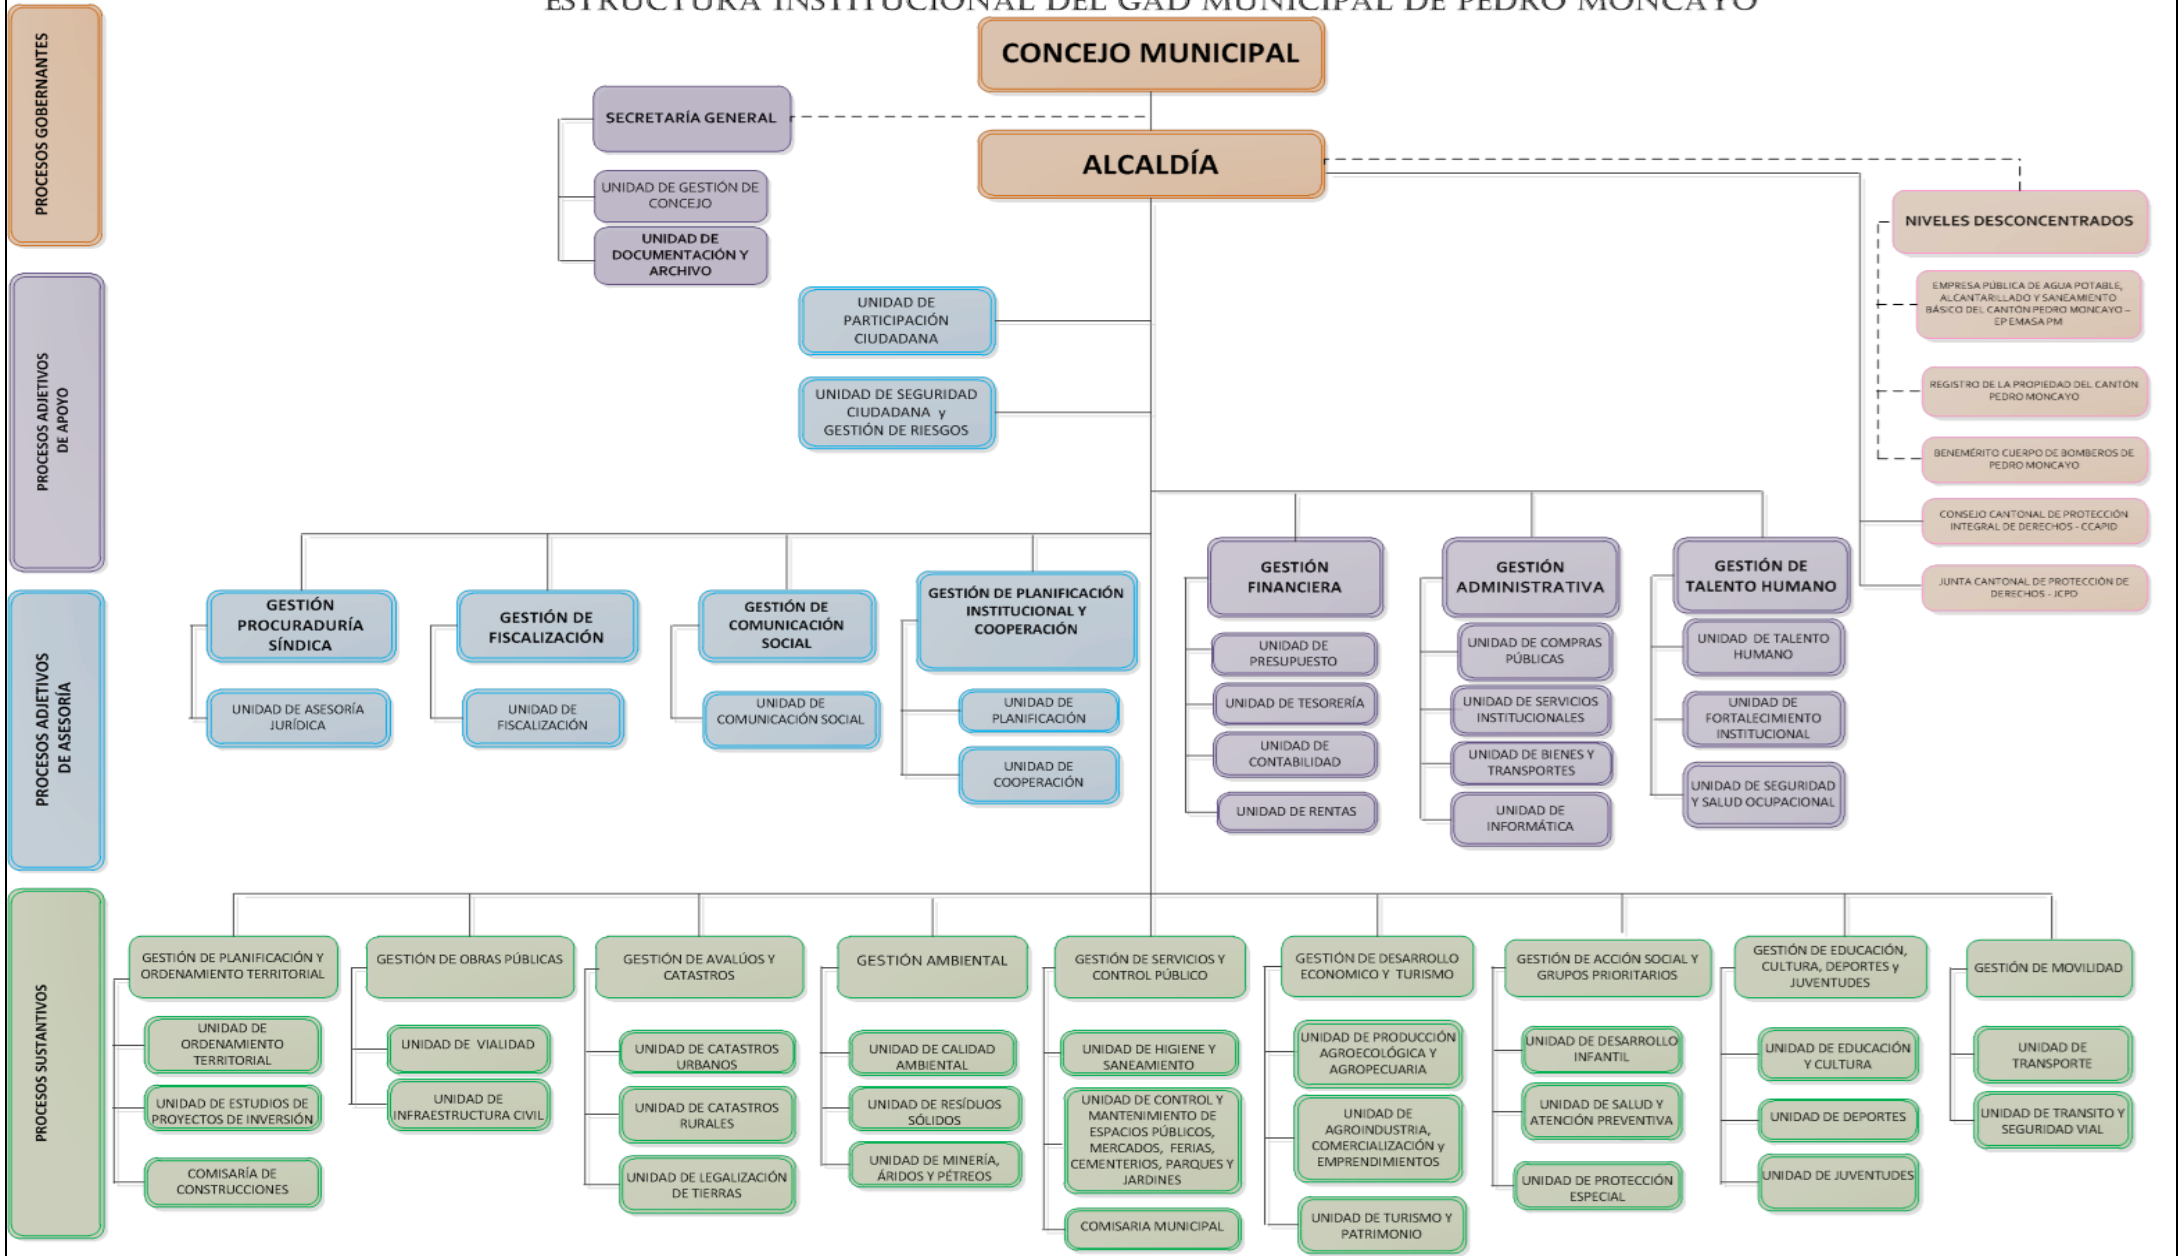 ESTRUCTURA INSTITUCIONAL DEL GAD MUNICIPAL DE PEDRO MONCAYO
PROCESOS GOBERNANTES
CONCEJO MUNICIPAL
SECRETARÍA GENERAL
ALCALDÍA
UNIDAD DE GESTIÓN DE
CONCEJO
UNIDAD DE
DOCUMENTACIÓN Y
ARCHIVO
NIVELES DESCONCENTRADOS
EMPRESA PÚBLICA DE AGUA POTABLE,
ALCANTARILLADO Y SANEAMIENTO
BÁSICO DEL CANTÓN PEDRO MONCAYO –
EP EMASA PM
REGISTRO DE LA PROPIEDAD DEL CANTÓN
PEDRO MONCAYO
BENEMÉRITO CUERPO DE BOMBEROS DE
PEDRO MONCAYO
CONSEJO CANTONAL DE PROTECCIÓN
INTEGRAL DE DERECHOS - CCAPID
JUNTA CANTONAL DE PROTECCIÓN DE
DERECHOS - JCPD
PROCESOS ADJETIVOS
DE APOYO
UNIDAD DE
PARTICIPACIÓN
CIUDADANA
UNIDAD DE SEGURIDAD
CIUDADANA y
GESTIÓN DE RIESGOS
GESTIÓN
FINANCIERA
UNIDAD DE
PRESUPUESTO
UNIDAD DE TESORERÍA
UNIDAD DE
CONTABILIDAD
UNIDAD DE RENTAS
GESTIÓN
ADMINISTRATIVA
UNIDAD DE COMPRAS
PÚBLICAS
UNIDAD DE SERVICIOS
INSTITUCIONALES
UNIDAD DE BIENES Y
TRANSPORTES
UNIDAD DE
INFORMÁTICA
GESTIÓN DE
TALENTO HUMANO
UNIDAD DE TALENTO
HUMANO
UNIDAD DE
FORTALECIMIENTO
INSTITUCIONAL
UNIDAD DE SEGURIDAD
Y SALUD OCUPACIONAL
PROCESOS ADJETIVOS
DE ASESORÍA
GESTIÓN
PROCURADURÍA
SÍNDICA
UNIDAD DE ASESORÍA
JURÍDICA
GESTIÓN DE
FISCALIZACIÓN
UNIDAD DE
FISCALIZACIÓN
GESTIÓN DE
COMUNICACIÓN
SOCIAL
UNIDAD DE
COMUNICACIÓN SOCIAL
GESTIÓN DE PLANIFICACIÓN
INSTITUCIONAL Y
COOPERACIÓN
UNIDAD DE
PLANIFICACIÓN
UNIDAD DE
COOPERACIÓN
PROCESOS SUSTANTIVOS
GESTIÓN DE PLANIFICACIÓN Y
ORDENAMIENTO TERRITORIAL
UNIDAD DE
ORDENAMIENTO
TERRITORIAL
UNIDAD DE ESTUDIOS DE
PROYECTOS DE INVERSIÓN
COMISARÍA DE
CONSTRUCCIONES
GESTIÓN DE OBRAS PÚBLICAS
UNIDAD DE VIALIDAD
UNIDAD DE
INFRAESTRUCTURA CIVIL
GESTIÓN DE AVALÚOS Y
CATASTROS
UNIDAD DE CATASTROS
URBANOS
UNIDAD DE CATASTROS
RURALES
UNIDAD DE LEGALIZACIÓN
DE TIERRAS
GESTIÓN AMBIENTAL
UNIDAD DE CALIDAD
AMBIENTAL
UNIDAD DE RESÍDUOS
SÓLIDOS
UNIDAD DE MINERÍA,
ÁRIDOS Y PÉTREOS
GESTIÓN DE SERVICIOS Y
CONTROL PÚBLICO
UNIDAD DE HIGIENE Y
SANEAMIENTO
UNIDAD DE CONTROL Y
MANTENIMIENTO DE
ESPACIOS PÚBLICOS,
MERCADOS, FERIAS,
CEMENTERIOS, PARQUES Y
JARDINES
COMISARIA MUNICIPAL
GESTIÓN DE DESARROLLO
ECONOMICO Y TURISMO
UNIDAD DE PRODUCCIÓN
AGROECOLÓGICA Y
AGROPECUARIA
UNIDAD DE
AGROINDUSTRIA,
COMERCIALIZACIÓN y
EMPRENDIMIENTOS
UNIDAD DE TURISMO Y
PATRIMONIO
GESTIÓN DE ACCIÓN SOCIAL Y
GRUPOS PRIORITARIOS
UNIDAD DE DESARROLLO
INFANTIL
UNIDAD DE SALUD Y
ATENCIÓN PREVENTIVA
UNIDAD DE PROTECCIÓN
ESPECIAL
GESTIÓN DE EDUCACIÓN,
CULTURA, DEPORTES y
JUVENTUDES
UNIDAD DE EDUCACIÓN
Y CULTURA
UNIDAD DE DEPORTES
UNIDAD DE JUVENTUDES
GESTIÓN DE MOVILIDAD
UNIDAD DE
TRANSPORTE
UNIDAD DE TRANSITO Y
SEGURIDAD VIAL